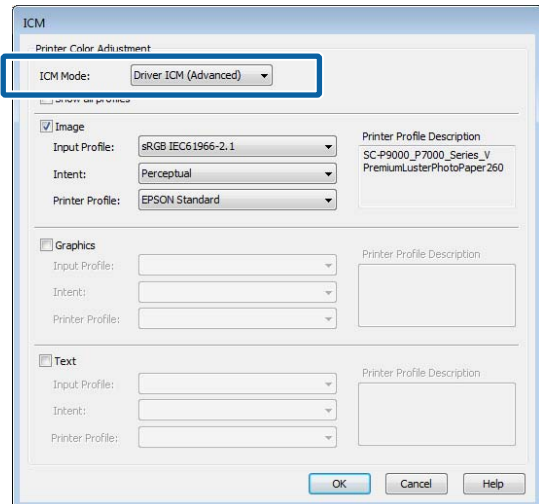 ICM
Printer Color Adjustment
ICM Mode: Driver ICM (Advanced)
Show all profiles
Image
Input Profile: sRGB IEC61966-2.1
Intent: Perceptual
Printer Profile: EPSON Standard
Printer Profile Description
SC-P9000_P7000_Series_V
PremiumLusterPhotoPaper260
Graphics
Input Profile:
Intent:
Printer Profile:
Printer Profile Description
Text
Input Profile:
Intent:
Printer Profile:
Printer Profile Description
OK Cancel Help